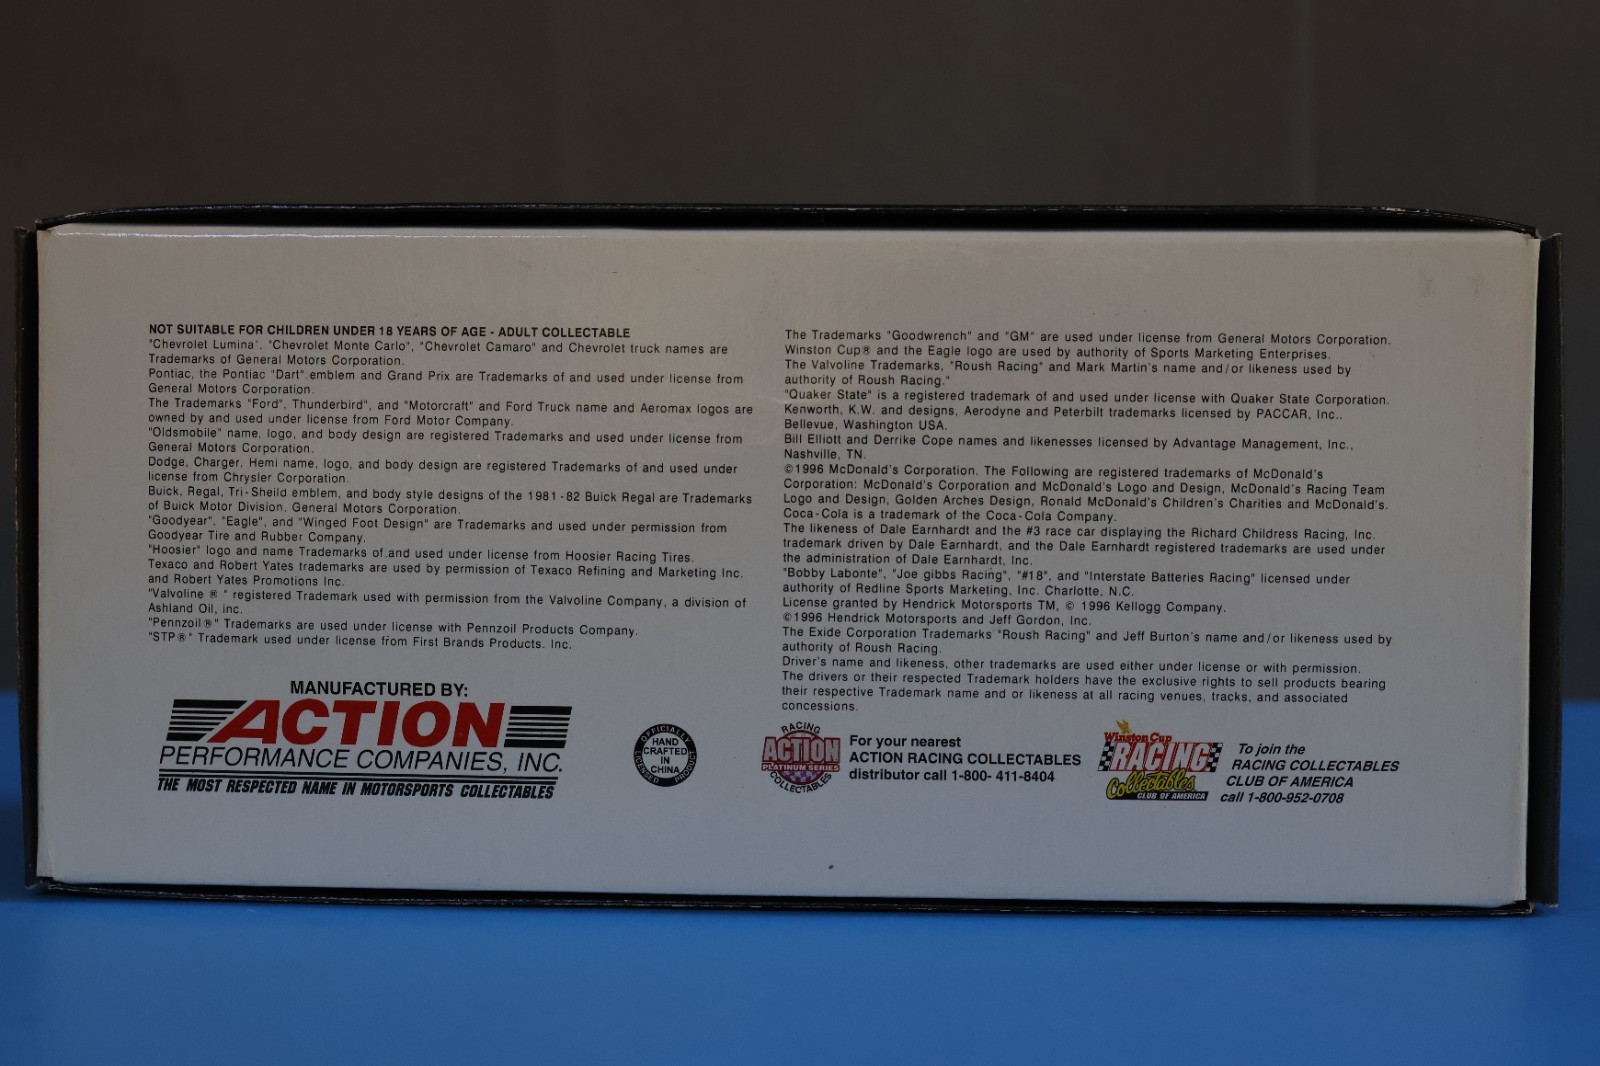 NOT SUITABLE FOR CHILDREN UNDER 18 YEARS OF AGE - ADULT COLLECTABLE
"Chevrolet Lumina". "Chevrolet Monte Carlo", "Chevrolet Camaro" and Chevrolet truck names are
Trademarks of General Motors Corporation.
Pontiac, the Pontiac "Dart" emblem and Grand Prix are Trademarks of and used under license from
General Motors Corporation.
The Trademarks "Ford", Thunderbird", and "Motorcraft" and Ford Truck name and Aeromax logos are
owned by and used under license from Ford Motor Company.
"Oldsmobile" name, logo, and body design are registered Trademarks and used under license from
General Motors Corporation.
Dodge, Charger, Hemi name, logo, and body design are registered Trademarks of and used under
license from Chrysler Corporation.
Buick, Regal, Tri-Sheild emblem, and body style designs of the 1981-82 Buick Regal are Trademarks
of Buick Motor Division, General Motors Corporation.
"Goodyear". "Eagle", and "Winged Foot Design" are Trademarks and used under permission from
Goodyear Tire and Rubber Company.
"Hoosier" logo and name Trademarks of and used under license from Hoosier Racing Tires.
Texaco and Robert Yates trademarks are used by permission of Texaco Refining and Marketing Inc.
and Robert Yates Promotions Inc.
"Valvoline ® " registered Trademark used with permission from the Valvoline Company, a division of
Ashland Oil, inc.
"Pennzoil®" Trademarks are used under license with Pennzoil Products Company.
"STP®" Trademark used under license from First Brands Products. Inc.
MANUFACTURED BY:
ACTION
PERFORMANCE COMPANIES, INC.
THE MOST RESPECTED NAME IN MOTORSPORTS COLLECTABLES
OFFICIALLY
HAND
CRAFTED
IN
CHINA
LICENSED PRODUCT
The Trademarks "Goodwrench" and "GM" are used under license from General Motors Corporation.
Winston Cup® and the Eagle logo are used by authority of Sports Marketing Enterprises.
The Valvoline Trademarks, "Roush Racing" and Mark Martin's name and/or likeness used by
authority of Roush Racing."
"Quaker State" is a registered trademark of and used under license with Quaker State Corporation.
Kenworth, K.W. and designs, Aerodyne and Peterbilt trademarks licensed by PACCAR, Inc..
Bellevue, Washington USA.
Bill Elliott and Derrike Cope names and likenesses licensed by Advantage Management, Inc.,
Nashville, TN.
©1996 McDonald's Corporation. The Following are registered trademarks of McDonald's
Corporation: McDonald's Corporation and McDonald's Logo and Design, McDonald's Racing Team
Logo and Design, Golden Arches Design, Ronald McDonald's Children's Charities and McDonald's.
Coca-Cola is a trademark of the Coca-Cola Company.
The likeness of Dale Earnhardt and the #3 race car displaying the Richard Childress Racing, Inc.
trademark driven by Dale Earnhardt, and the Dale Earnhardt registered trademarks are used under
the administration of Dale Earnhardt, Inc.
"Bobby Labonte", "Joe gibbs Racing", "#18", and "Interstate Batteries Racing" licensed under
authority of Redline Sports Marketing, Inc. Charlotte, N.C.
License granted by Hendrick Motorsports TM, © 1996 Kellogg Company.
©1996 Hendrick Motorsports and Jeff Gordon, Inc.
The Exide Corporation Trademarks "Roush Racing" and Jeff Burton's name and/or likeness used by
authority of Roush Racing.
Driver's name and likeness, other trademarks are used either under license or with permission.
The drivers or their respected Trademark holders have the exclusive rights to sell products bearing
their respective Trademark name and or likeness at all racing venues, tracks, and associated
concessions.
RACING
ACTION
PLATINUM SERIES
COLLECTABLES
For your nearest
ACTION RACING COLLECTABLES
distributor call 1-800- 411-8404
Winston Cup
RACING
Collectables
CLUB OF AMERICA
To join the
RACING COLLECTABLES
CLUB OF AMERICA
call 1-800-952-0708